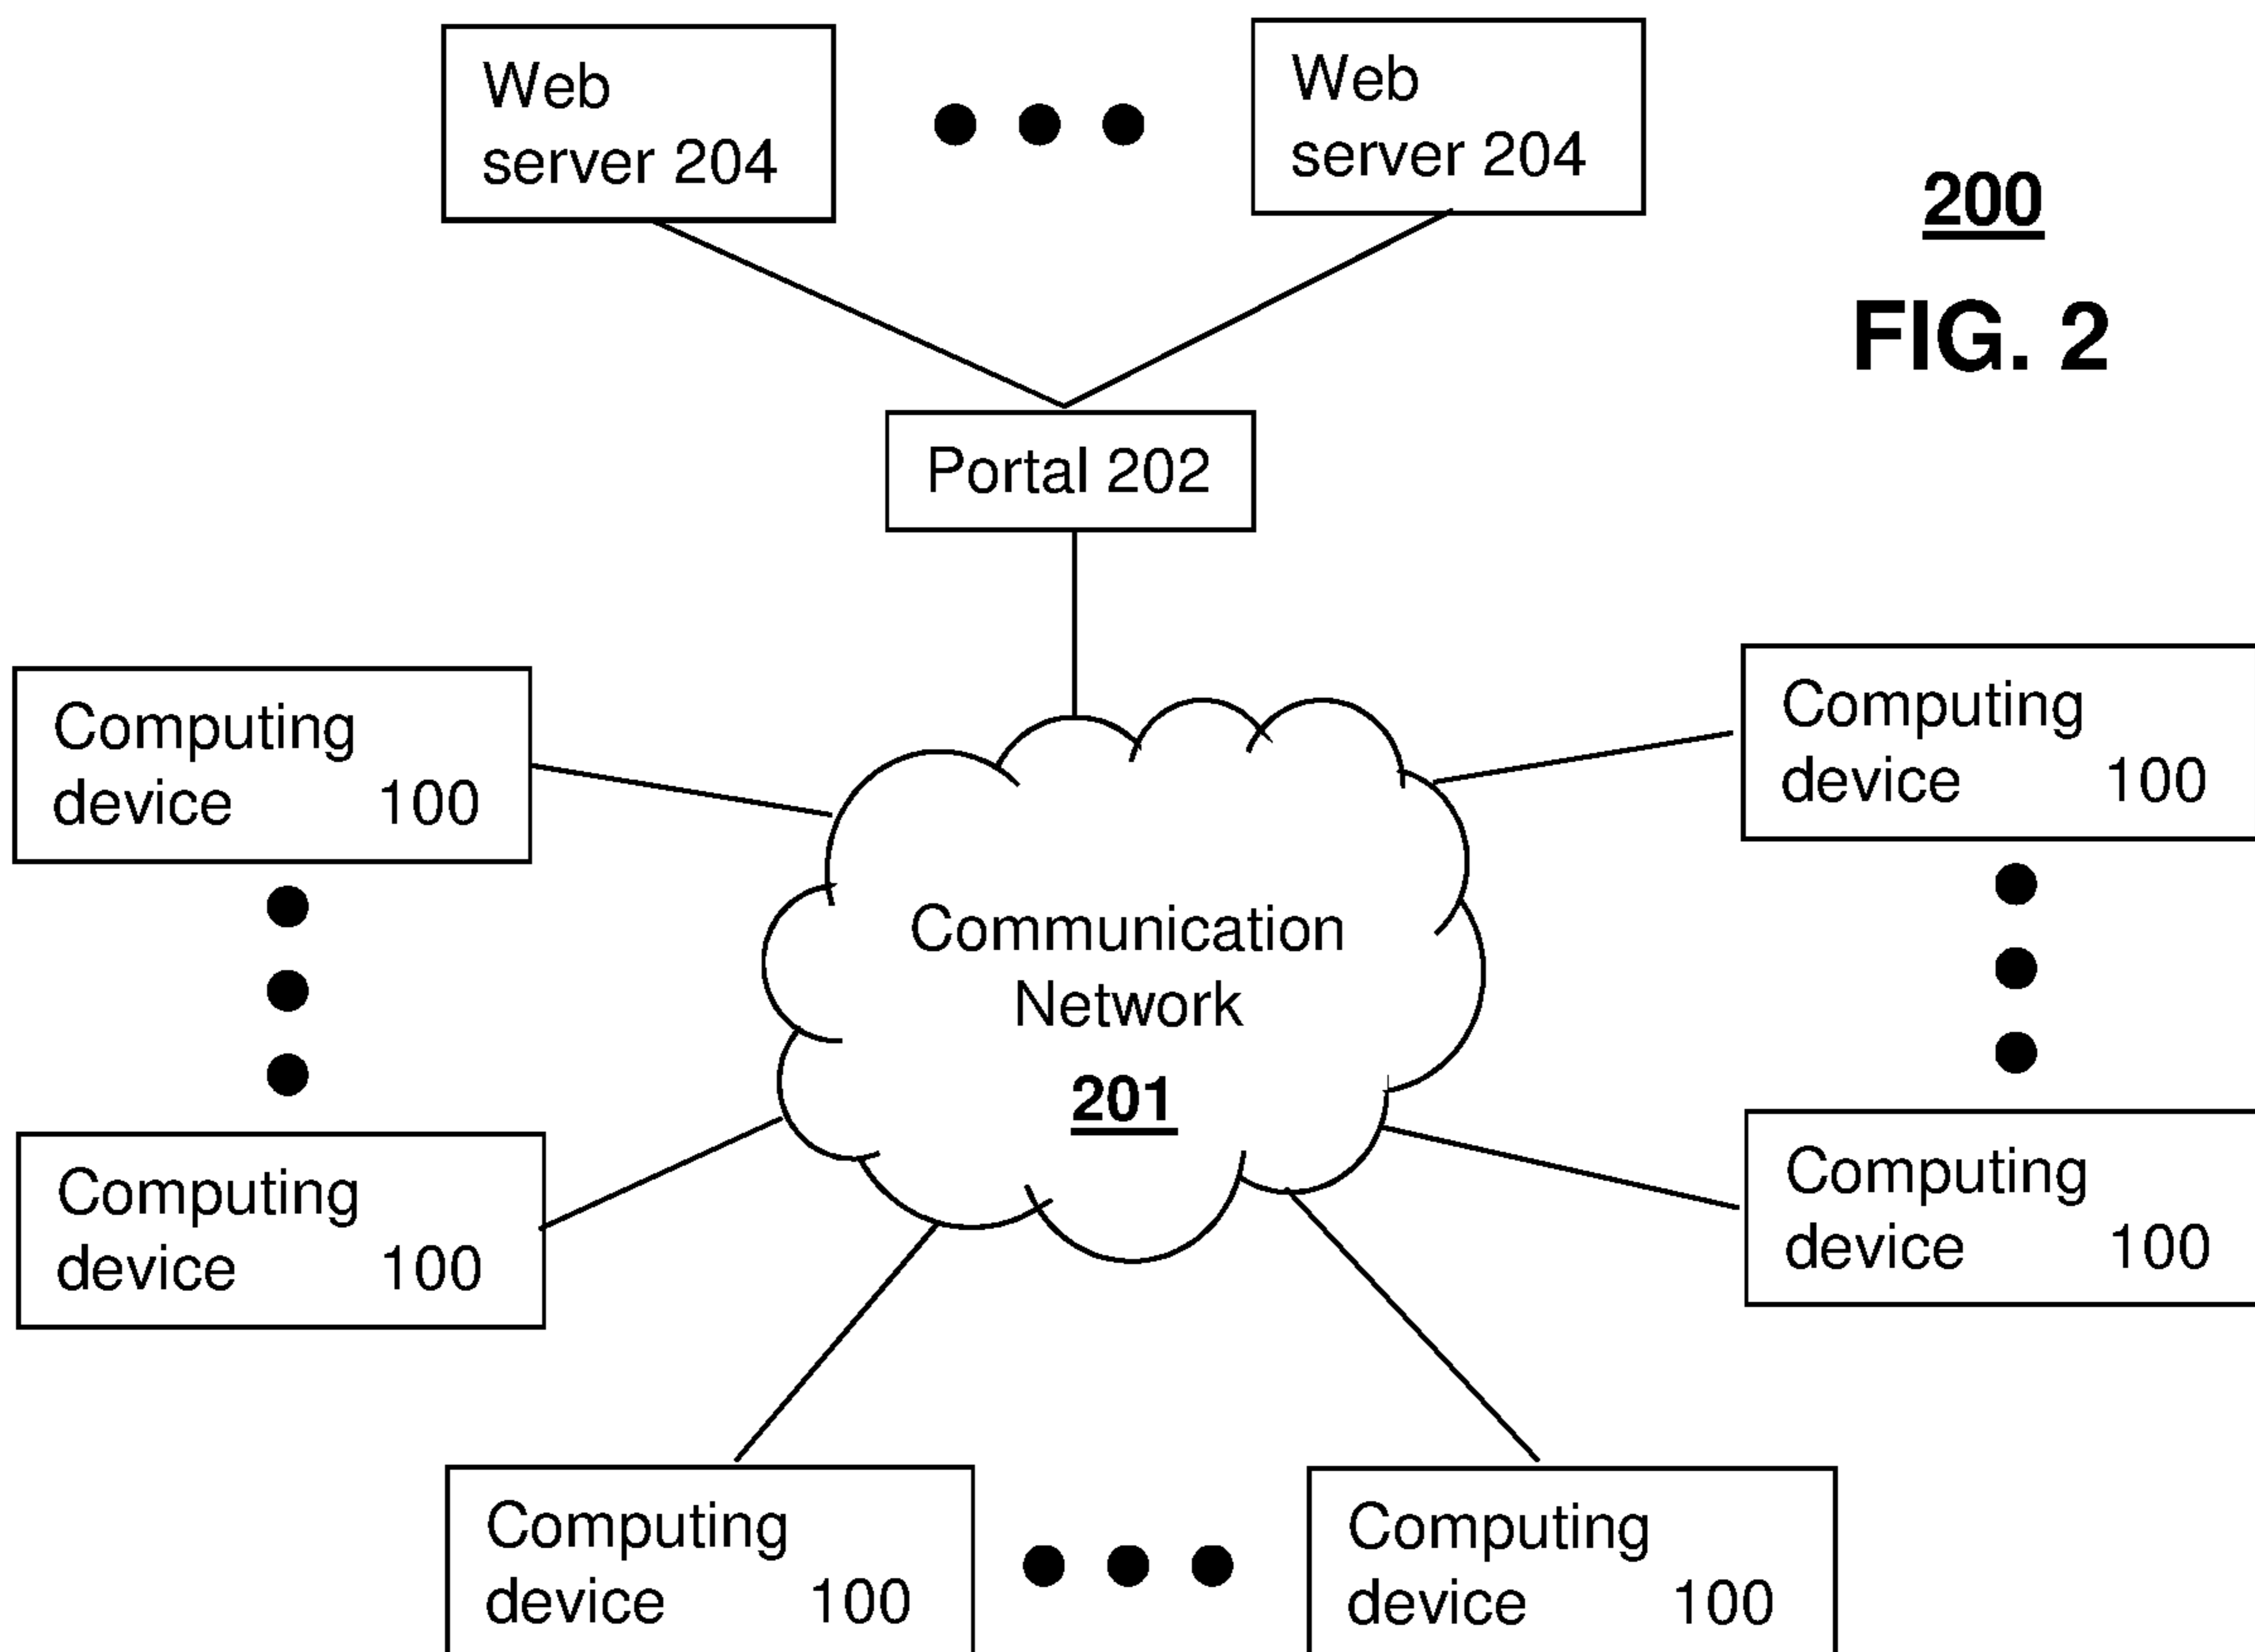 Web
server 204
Web
server 204
200
FIG. 2
Portal 202
Computing
device 100
Computing
device 100
Communication
Network
201
Computing
device 100
Computing
device 100
Computing
device 100
Computing
device 100